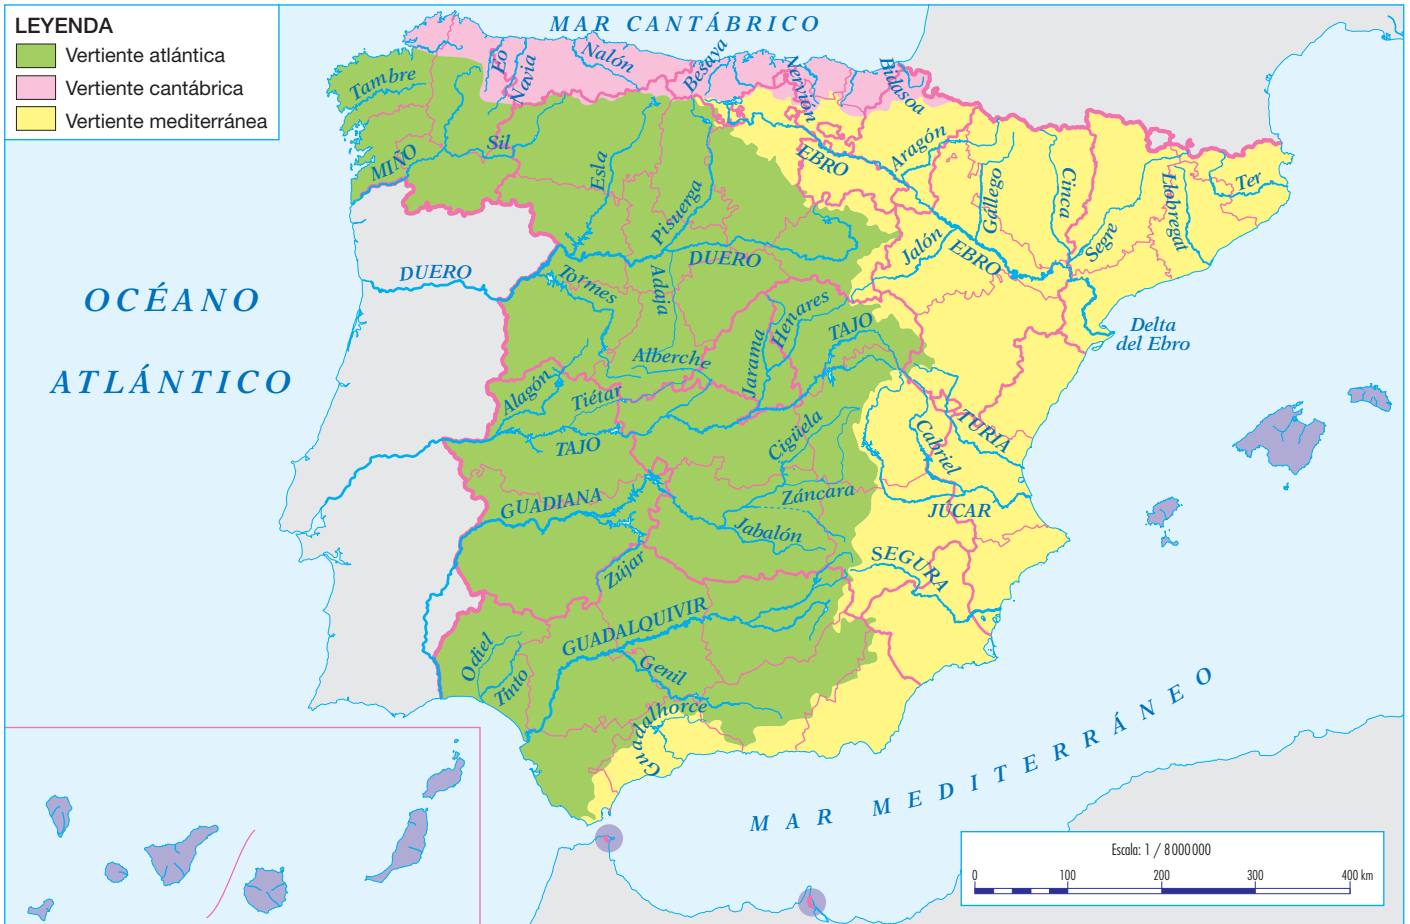 LEYENDA
Vertiente atlántica
Vertiente cantábrica
Vertiente mediterránea
MAR CANTÁBRICO
Eo
Navia
Nalón
Besaya
Nervión
Bidasoa
Tambre
MIÑO
Sil
Esla
Pisuerga
EBRO
Aragón
Gállego
Cinca
Segre
Llobregat
Ter
DUERO
Tormes
Adaja
DUERO
Jalón
EBRO
Delta
del Ebro
OCÉANO
ATLÁNTICO
Alagón
Tiétar
Alberche
Jarama
Henares
TAJO
TAJO
Cigüela
TURIA
Cabriel
GUADIANA
Záncara
JÚCAR
Jabalón
Zújar
SEGURA
GUADALQUIVIR
Odiel
Tinto
Genil
Guadalhorce
MAR MEDITERRÁNEO
Escala: 1 / 8 000 000
0 100 200 300 400 km